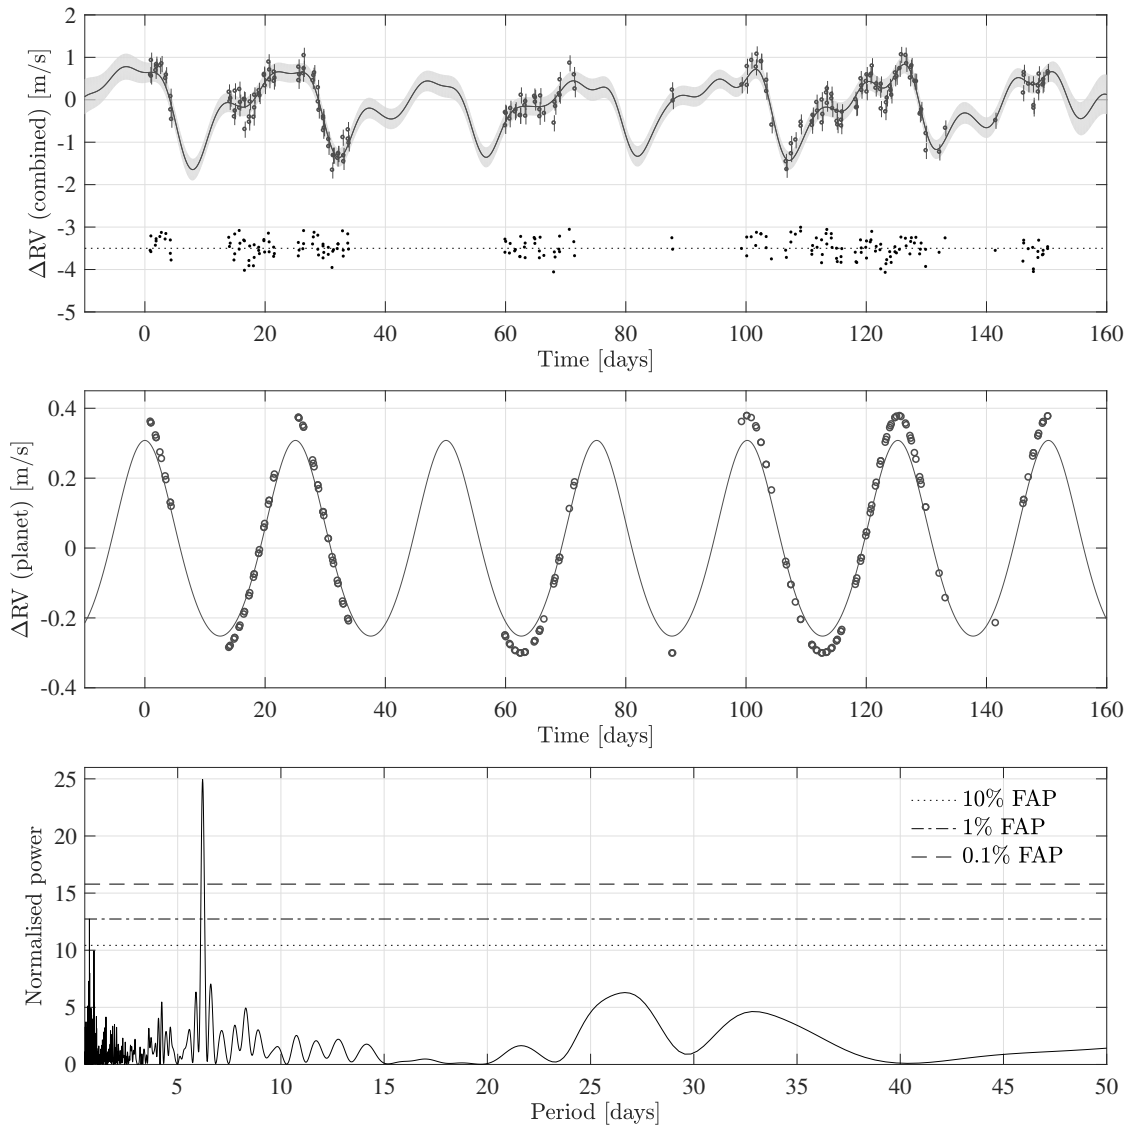 2
1
0
-1
-2
-3
-4
-5
ΔRV (combined) [m/s]
0 20 40 60 80 100 120 140 160
Time [days]
0.4
0.2
0
-0.2
-0.4
ΔRV (planet) [m/s]
0 20 40 60 80 100 120 140 160
Time [days]
25
20
15
10
5
0
Normalised power
10% FAP
1% FAP
0.1% FAP
5 10 15 20 25 30 35 40 45 50
Period [days]